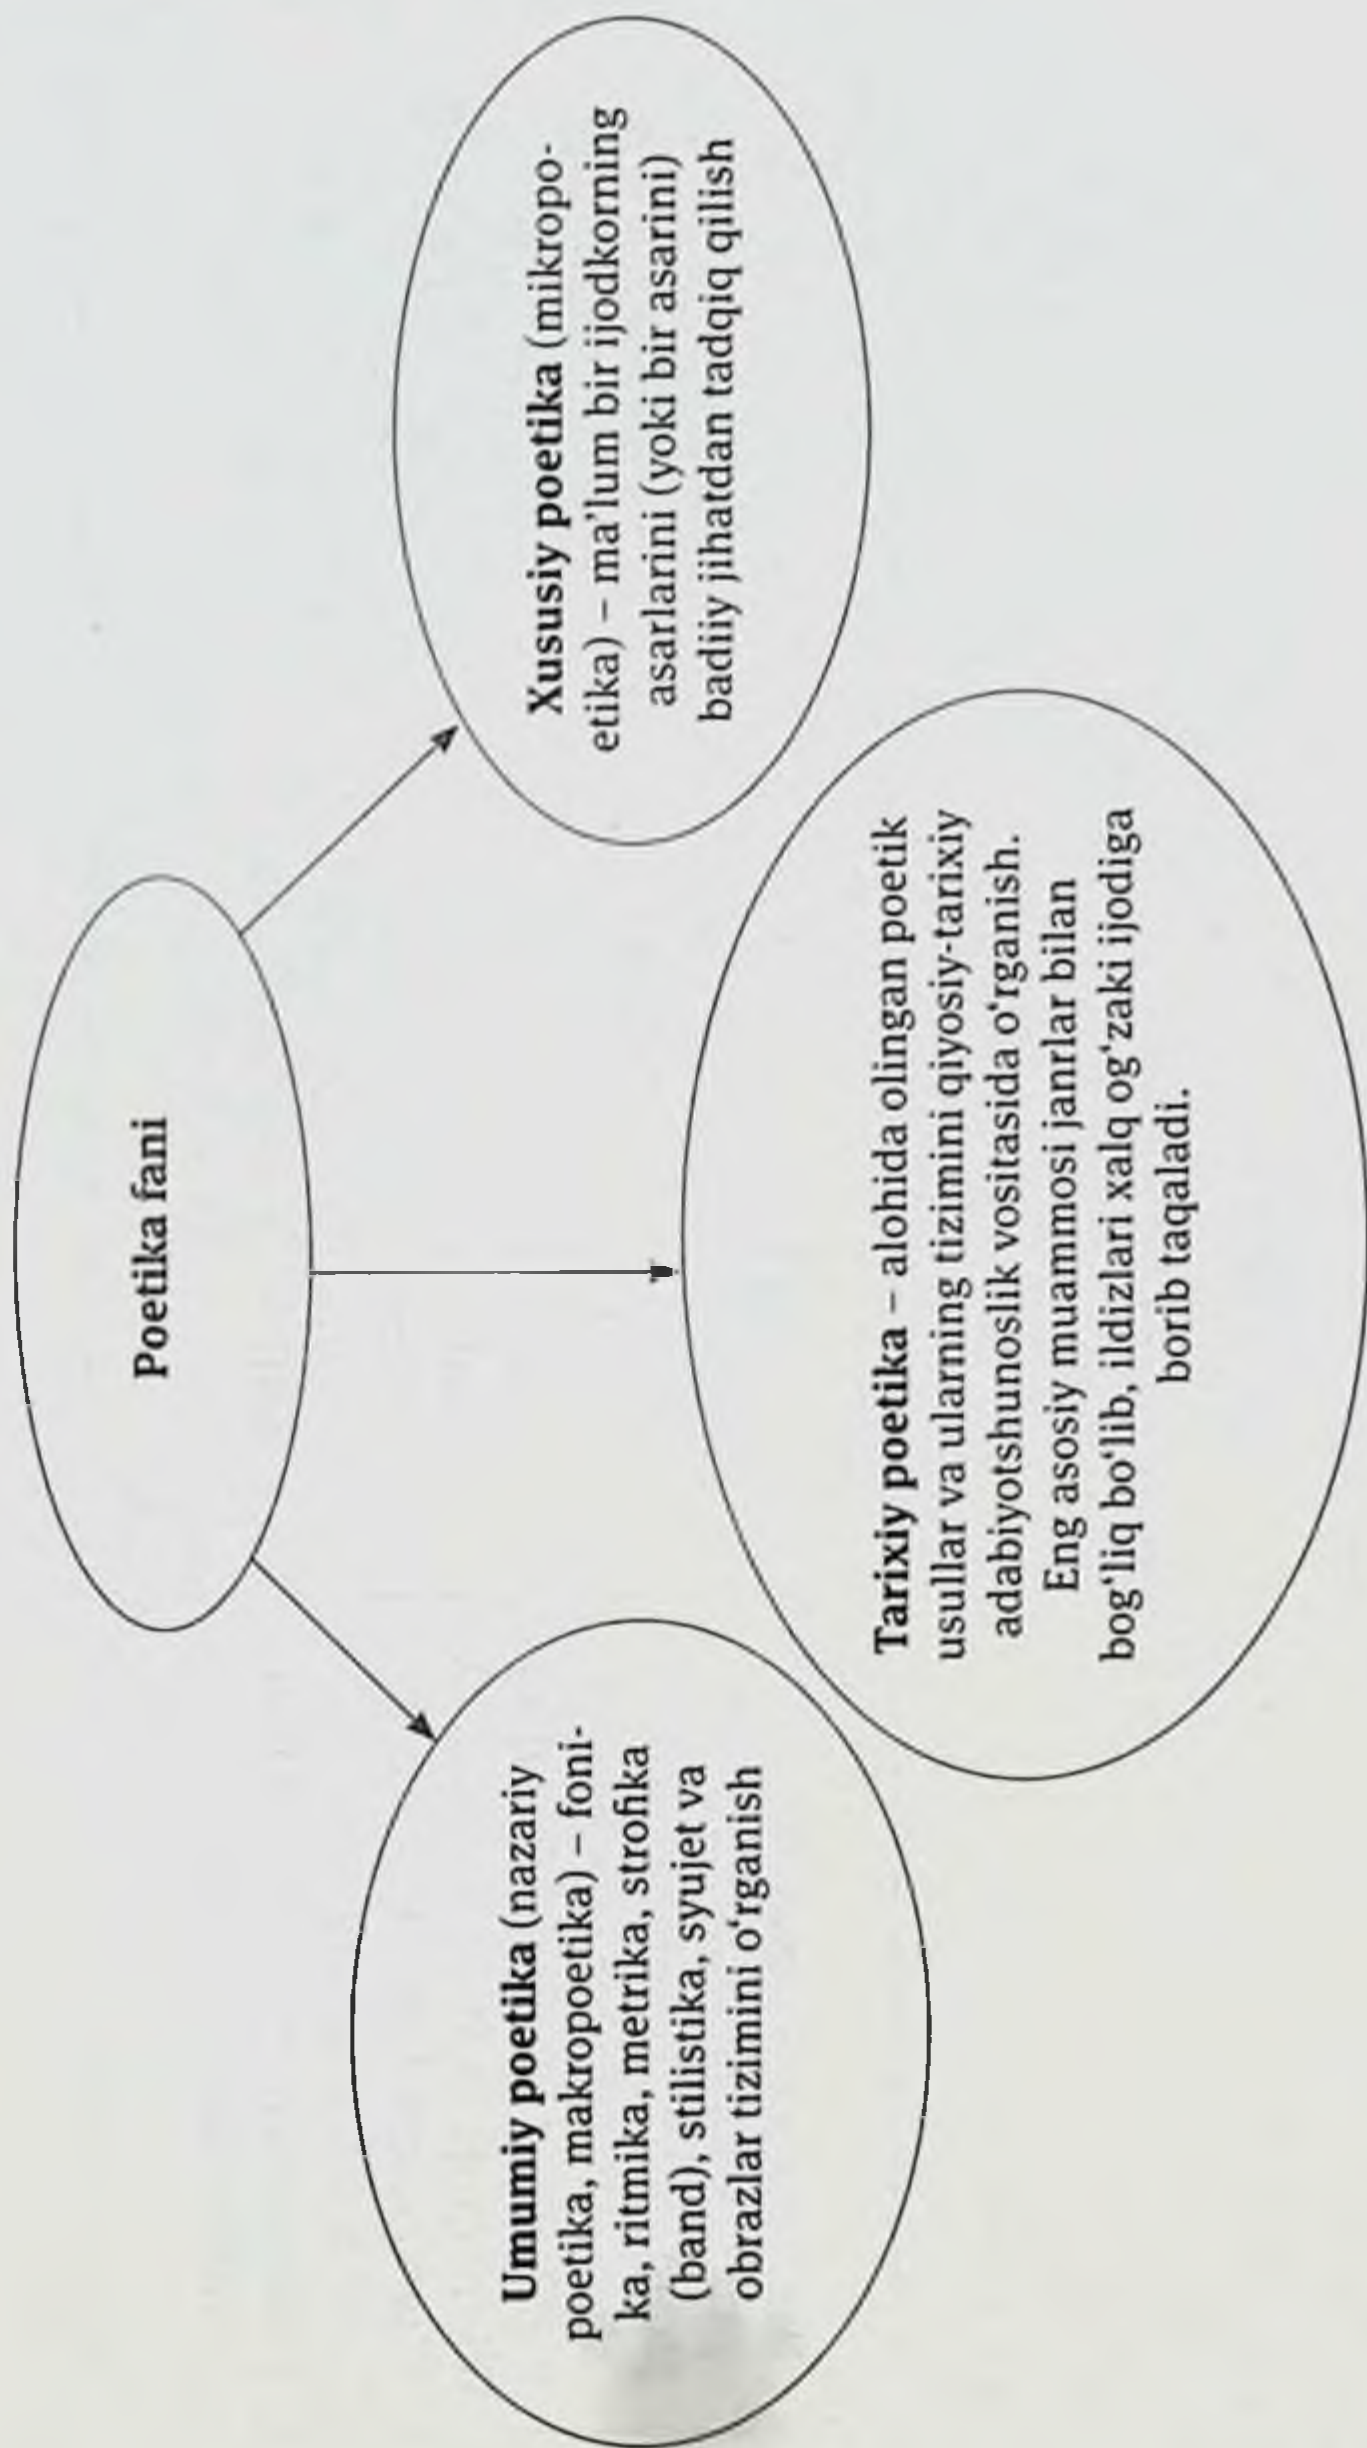 Poetika fani
Umumiy poetika (nazariy
poetika, makropoetika) – foni-
ka, ritmika, metrika, strofika
(band), stilistika, syujet va
obrazlar tizimini o‘rganish
Tarixiy poetika – alohida olingan poetik
usullar va ularning tizimini qiyosiy-tarixiy
adabiyotshunoslik vositasida o‘rganish.
Eng asosiy muammosi janrlar bilan
bog‘liq bo‘lib, ildizlari xalq og‘zaki ijodiga
borib taqaladi.
Xususiy poetika (mikropo-
etika) – ma’lum bir ijodkorning
asarlarini (yoki bir asarini)
badiiy jihatdan tadqiq qilish